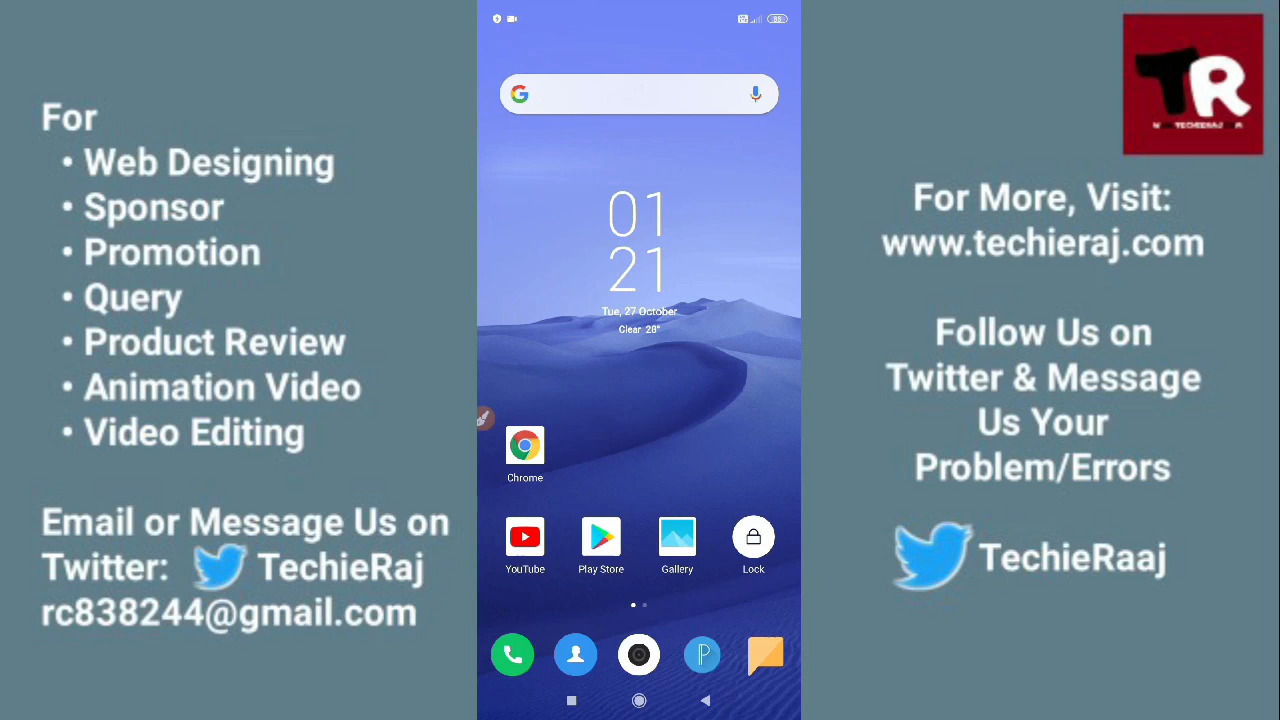 For
• Web Designing
• Sponsor
• Promotion
• Query
• Product Review
• Animation Video
• Video Editing
Email or Message Us on
Twitter: TechieRaj
rc838244@gmail.com
88
01
21
Tue, 27 October
Clear 28°
Chrome
YouTube
Play Store
Gallery
Lock
TR
For More, Visit:
www.techieraj.com
Follow Us on
Twitter & Message
Us Your
Problem/Errors
TechieRaaj